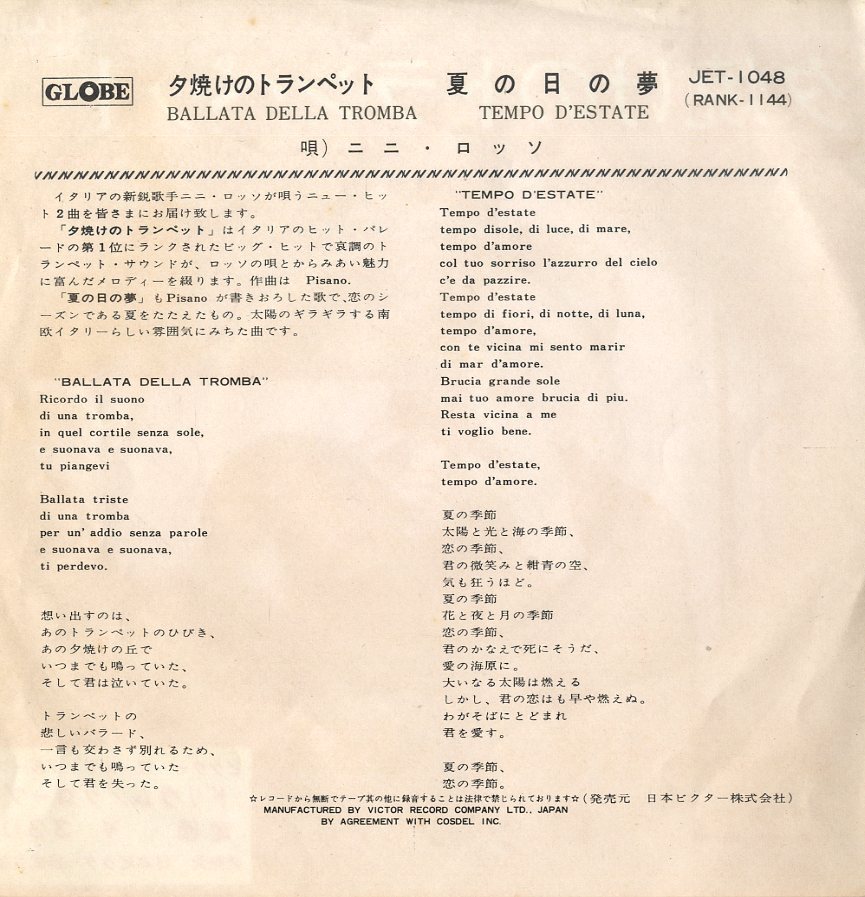 GLOBE
夕焼けのトランペット　夏の日の夢　JET-1048
BALLATA DELLA TROMBA　TEMPO D'ESTATE　(RANK-1144)
唄) ニニ・ロッソ
イタリアの新鋭歌手ニニ・ロッソが唄うニュー・ヒッ
ト2曲を皆さまにお届け致します。
「夕焼けのトランペット」はイタリアのヒット・パレ
ードの第1位にランクされたビッグ・ヒットで哀調のト
ランペット・サウンドが、ロッソの唄とからみあい魅力
に富んだメロディーを綴ります。作曲は Pisano.
「夏の日の夢」もPisano が書きおろした歌で、恋のシ
ーズンである夏をたたえたもの。太陽のギラギラする南
欧イタリーらしい雰囲気にみちた曲です。
"BALLATA DELLA TROMBA"
Ricordo il suono
di una tromba,
in quel cortile senza sole,
e suonava e suonava,
tu piangevi
Ballata triste
di una tromba
per un' addio senza parole
e suonava e suonava,
ti perdevo.
想い出すのは、
あのトランペットのひびき、
あの夕焼けの丘で
いつまでも鳴っていた、
そして君は泣いていた。
トランペットの
悲しいバラード、
一言も交わさず別れるため、
いつまでも鳴っていた
そして君を失った。
"TEMPO D'ESTATE"
Tempo d'estate
tempo disole, di luce, di mare,
tempo d'amore
col tuo sorriso l'azzurro del cielo
c'e da pazzire.
Tempo d'estate
tempo di fiori, di notte, di luna,
tempo d'amore,
con te vicina mi sento marir
di mar d'amore.
Brucia grande sole
mai tuo amore brucia di piu.
Resta vicina a me
ti voglio bene.
Tempo d'estate,
tempo d'amore.
夏の季節
太陽と光と海の季節、
恋の季節、
君の微笑みと紺青の空、
気も狂うほど。
夏の季節
花と夜と月の季節
恋の季節、
君のかなえで死にそうだ、
愛の海原に。
大いなる太陽は燃える
しかし、君の恋はも早や燃えぬ。
わがそばにとどまれ
君を愛す。
夏の季節、
恋の季節。
☆レコードから無断でテープ其の他に録音することは法律で禁じられております☆(発売元　日本ビクター株式会社)
MANUFACTURED BY VICTOR RECORD COMPANY LTD., JAPAN
BY AGREEMENT WITH COSDEL INC.